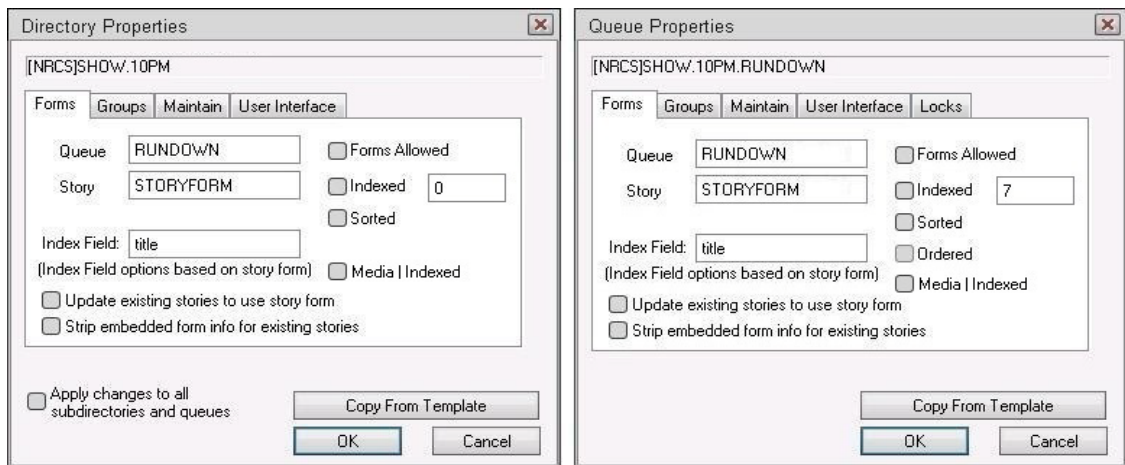 Directory Properties
[NRCS]SHOW.10PM
Forms Groups Maintain User Interface
Queue RUNDOWN Forms Allowed
Story STORYFORM Indexed 0
Sorted
Index Field: title
(Index Field options based on story form) Media | Indexed
Update existing stories to use story form
Strip embedded form info for existing stories
Apply changes to all
subdirectories and queues
Copy From Template
OK Cancel
Queue Properties
[NRCS]SHOW.10PM.RUNDOWN
Forms Groups Maintain User Interface Locks
Queue RUNDOWN Forms Allowed
Story STORYFORM Indexed 7
Sorted
Index Field: title Ordered
(Index Field options based on story form)
Media | Indexed
Update existing stories to use story form
Strip embedded form info for existing stories
Copy From Template
OK Cancel